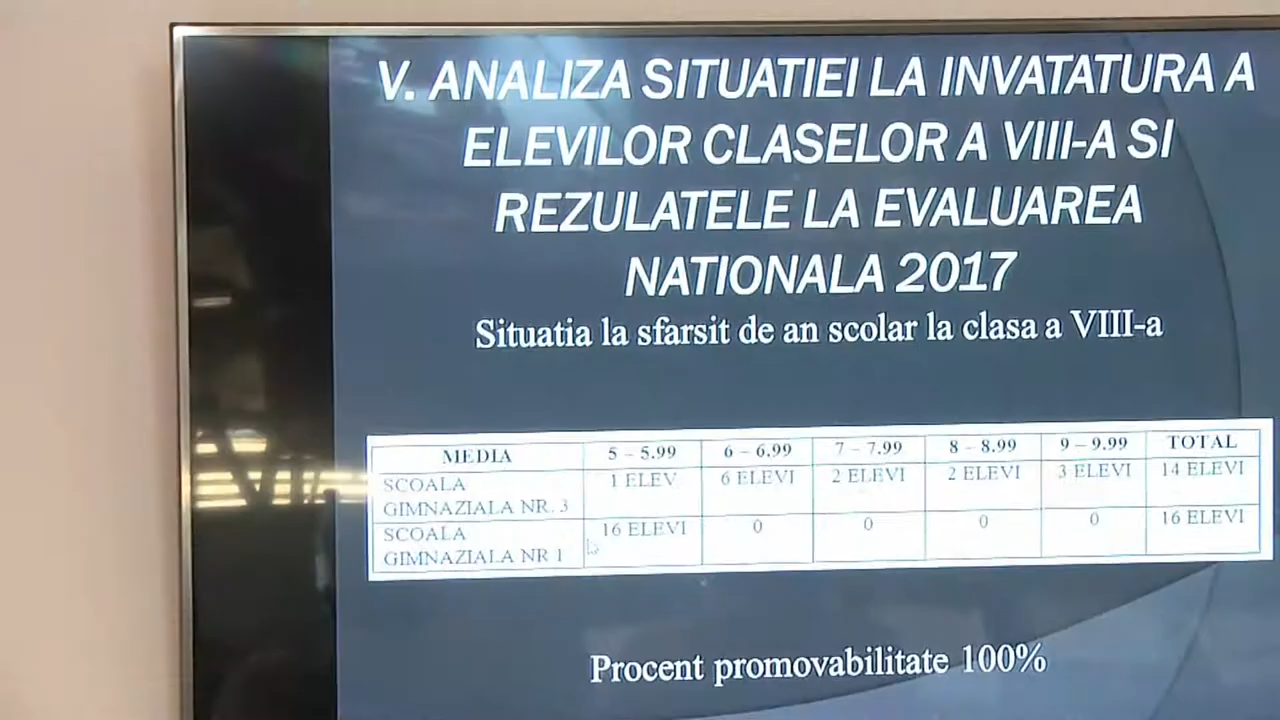 V. ANALIZA SITUATIEI LA INVATATURA A
ELEVILOR CLASELOR A VIII-A SI
REZULATELE LA EVALUAREA
NATIONALA 2017
Situatia la sfarsit de an scolar la clasa a VIII-a
MEDIA 5 – 5.99 6 – 6.99 7 – 7.99 8 – 8.99 9 – 9.99 TOTAL
SCOALA GIMNAZIALA NR. 3 1 ELEV 6 ELEVI 2 ELEVI 2 ELEVI 3 ELEVI 14 ELEVI
SCOALA GIMNAZIALA NR 1 16 ELEVI 0 0 0 0 16 ELEVI
Procent promovabilitate 100%